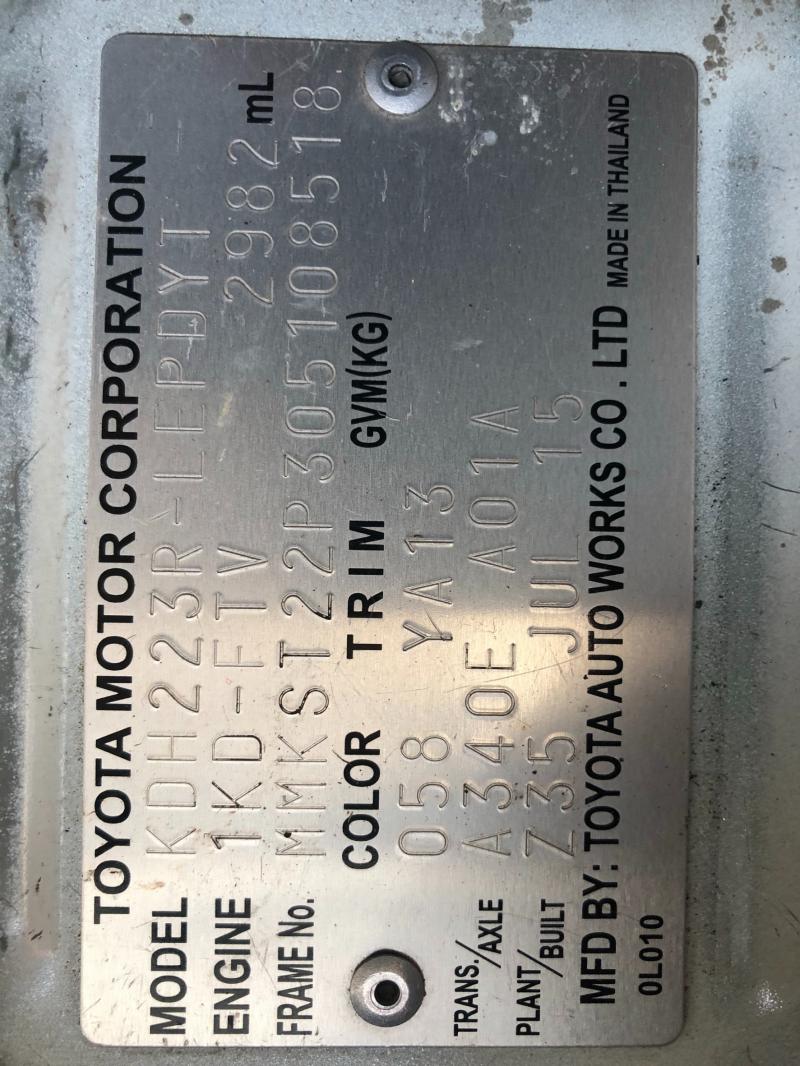 TOYOTA MOTOR CORPORATION
MODEL KDH223R-LEPDYT
ENGINE 1KD-FTV 2982 mL
FRAME No. MMKST22P305108518.
COLOR TRIM GVM(KG)
058 YA13
TRANS./AXLE A340E A01A
PLANT/BUILT Z35 JUL 15
MFD BY: TOYOTA AUTO WORKS CO. LTD MADE IN THAILAND
0L010